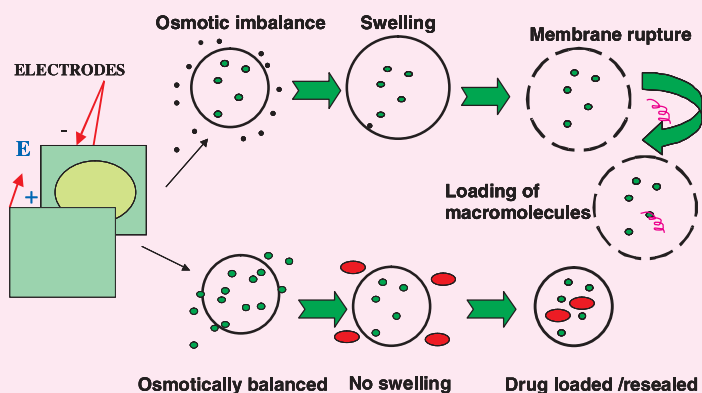 Osmotic imbalance
Swelling
Membrane rupture
ELECTRODES
-
E
+
Loading of
macromolecules
Osmotically balanced
No swelling
Drug loaded /resealed